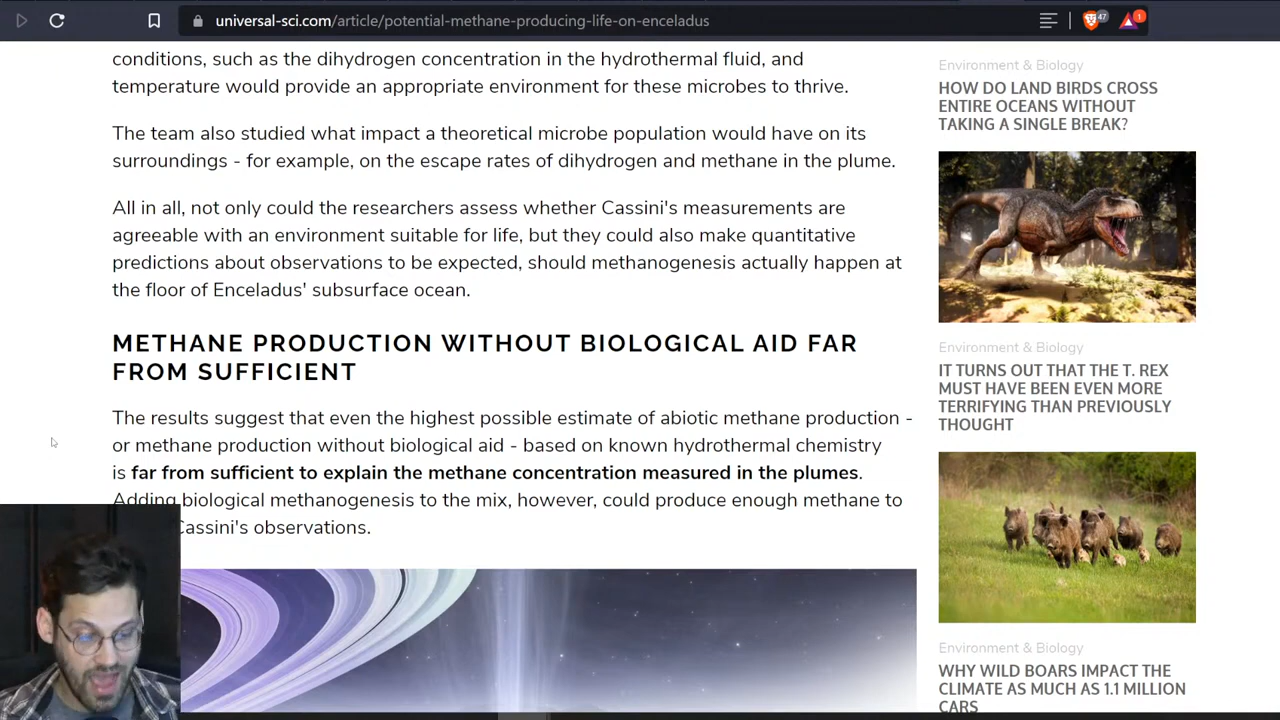 universal-sci.com/article/potential-methane-producing-life-on-enceladus
47
1
conditions, such as the dihydrogen concentration in the hydrothermal fluid, and
temperature would provide an appropriate environment for these microbes to thrive.
The team also studied what impact a theoretical microbe population would have on its
surroundings - for example, on the escape rates of dihydrogen and methane in the plume.
All in all, not only could the researchers assess whether Cassini's measurements are
agreeable with an environment suitable for life, but they could also make quantitative
predictions about observations to be expected, should methanogenesis actually happen at
the floor of Enceladus' subsurface ocean.
METHANE PRODUCTION WITHOUT BIOLOGICAL AID FAR
FROM SUFFICIENT
The results suggest that even the highest possible estimate of abiotic methane production -
or methane production without biological aid - based on known hydrothermal chemistry
is far from sufficient to explain the methane concentration measured in the plumes.
Adding biological methanogenesis to the mix, however, could produce enough methane to
Cassini's observations.
Environment & Biology
HOW DO LAND BIRDS CROSS
ENTIRE OCEANS WITHOUT
TAKING A SINGLE BREAK?
Environment & Biology
IT TURNS OUT THAT THE T. REX
MUST HAVE BEEN EVEN MORE
TERRIFYING THAN PREVIOUSLY
THOUGHT
Environment & Biology
WHY WILD BOARS IMPACT THE
CLIMATE AS MUCH AS 1.1 MILLION
CARS